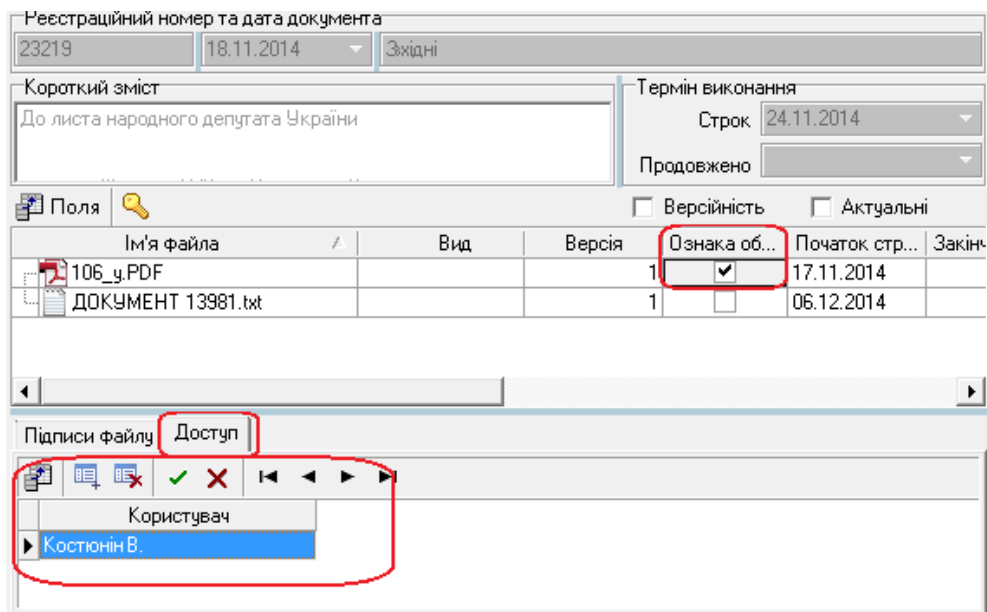 Реєстраційний номер та дата документа
23219 18.11.2014 Вхідні
Короткий зміст
Термін виконання
До листа народного депутата України
Строк 24.11.2014
Продовжено
Поля Версійність Актуальні
Ім'я файла Вид Версія Ознака об... Початок стр... Закінч
106_у.PDF 1 17.11.2014
ДОКУМЕНТ 13981.txt 1 06.12.2014
Підписи файлу Доступ
Користувач
Костюнін В.